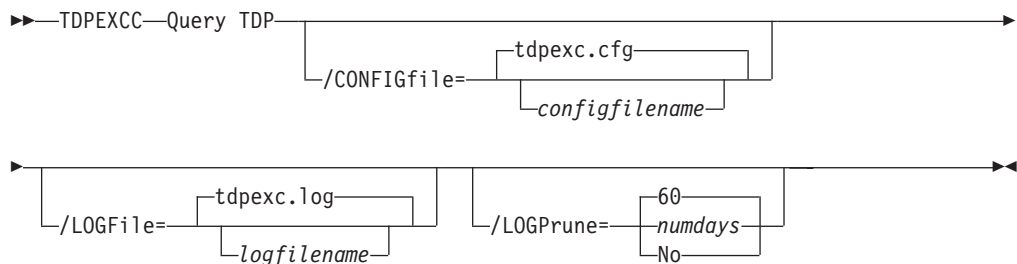 TDPEXCC Query TDP
tdpexc.cfg
/CONFIGfile=
configfilename
tdpexc.log
60
/LOGFile=
/LOGPrune=
numdays
logfilename
No